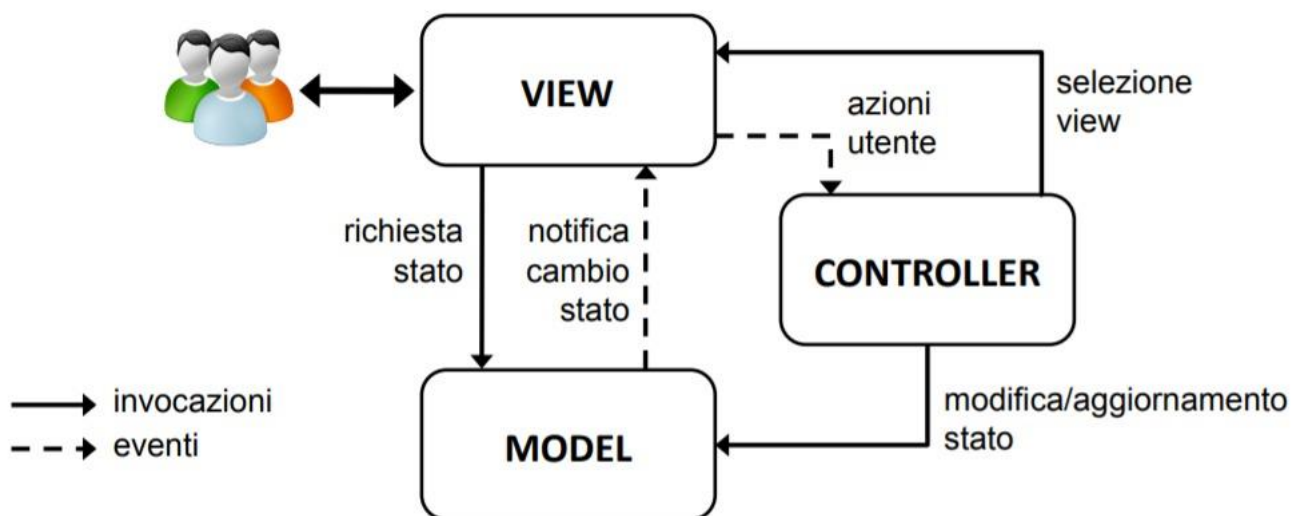 VIEW
selezione
view
azioni
utente
richiesta
stato
notifica
cambio
stato
CONTROLLER
invocazioni
eventi
MODEL
modifica/aggiornamento
stato